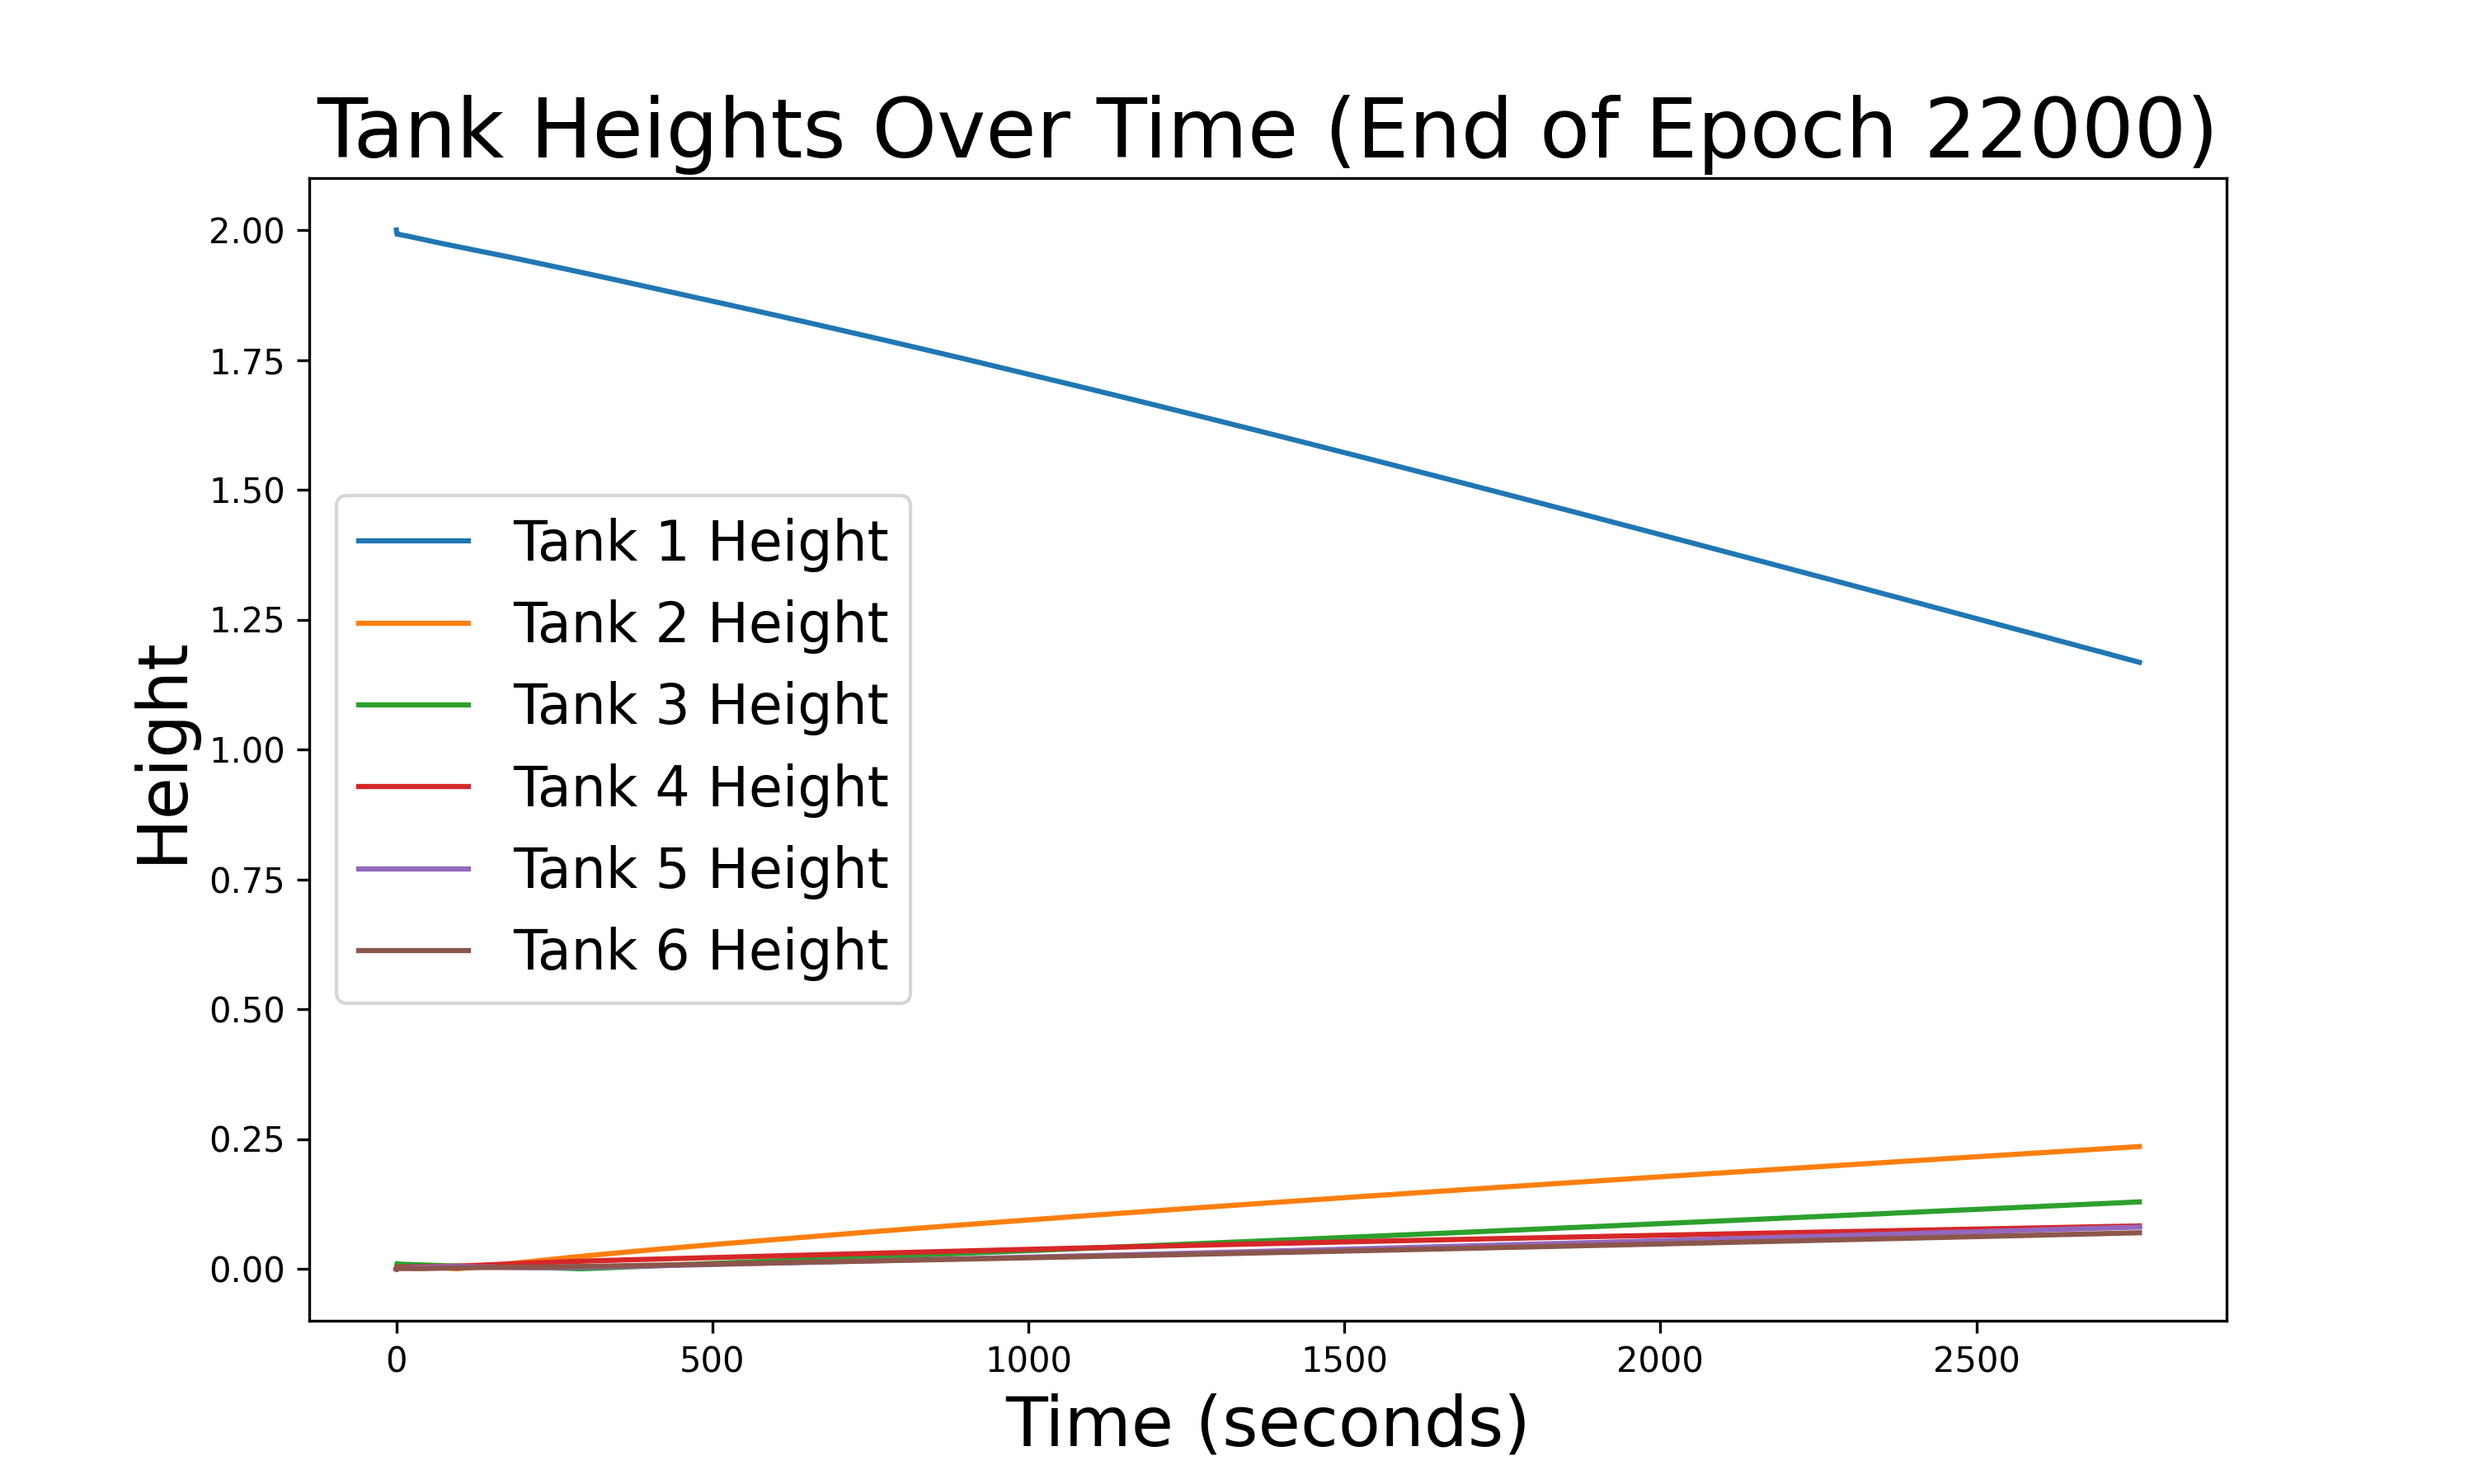 Tank Heights Over Time (End of Epoch 22000)
2.00
1.75
1.50
1.25
1.00
0.75
0.50
0.25
0.00
Height
Tank 1 Height
Tank 2 Height
Tank 3 Height
Tank 4 Height
Tank 5 Height
Tank 6 Height
0 500 1000 1500 2000 2500
Time (seconds)